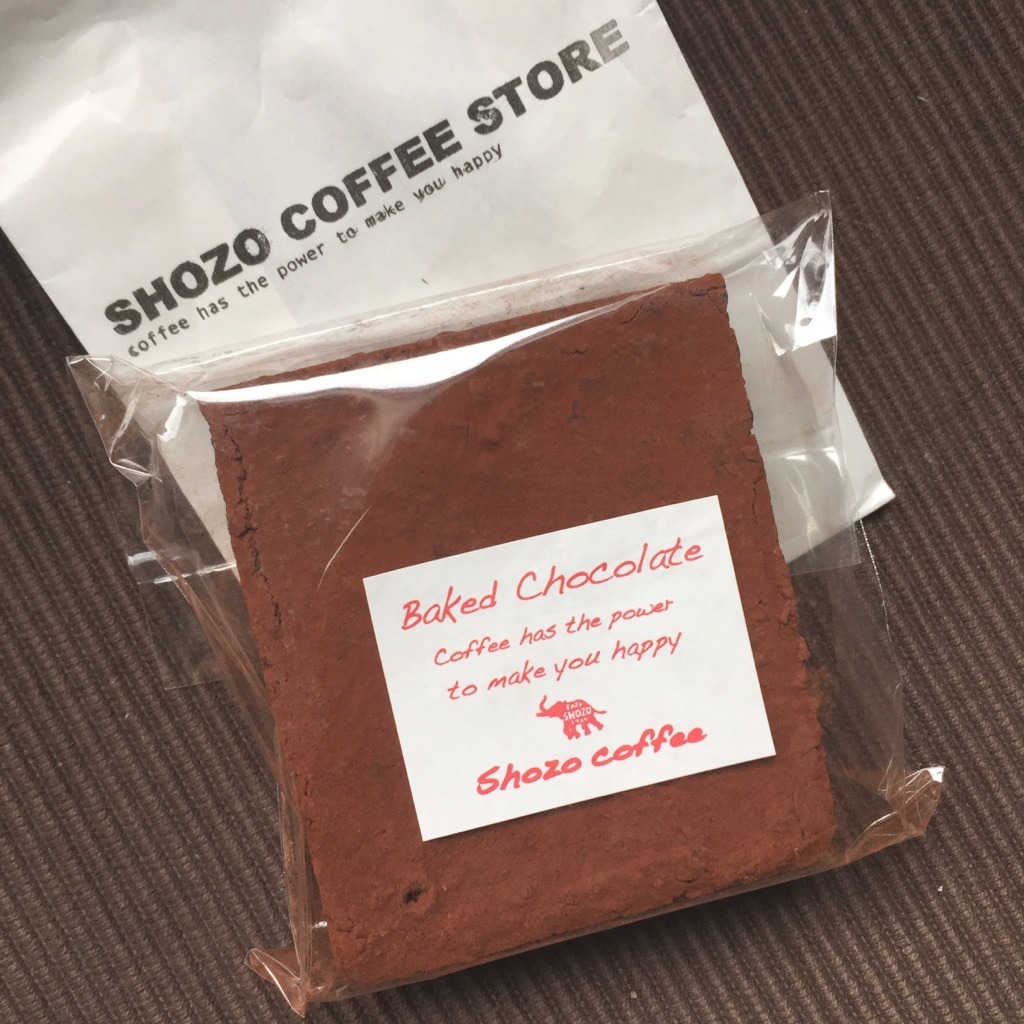 SHOZO COFFEE STORE
coffee has the power to make you happy
Baked Chocolate
Coffee has the power
to make you happy
SHOZO
Shozo coffee